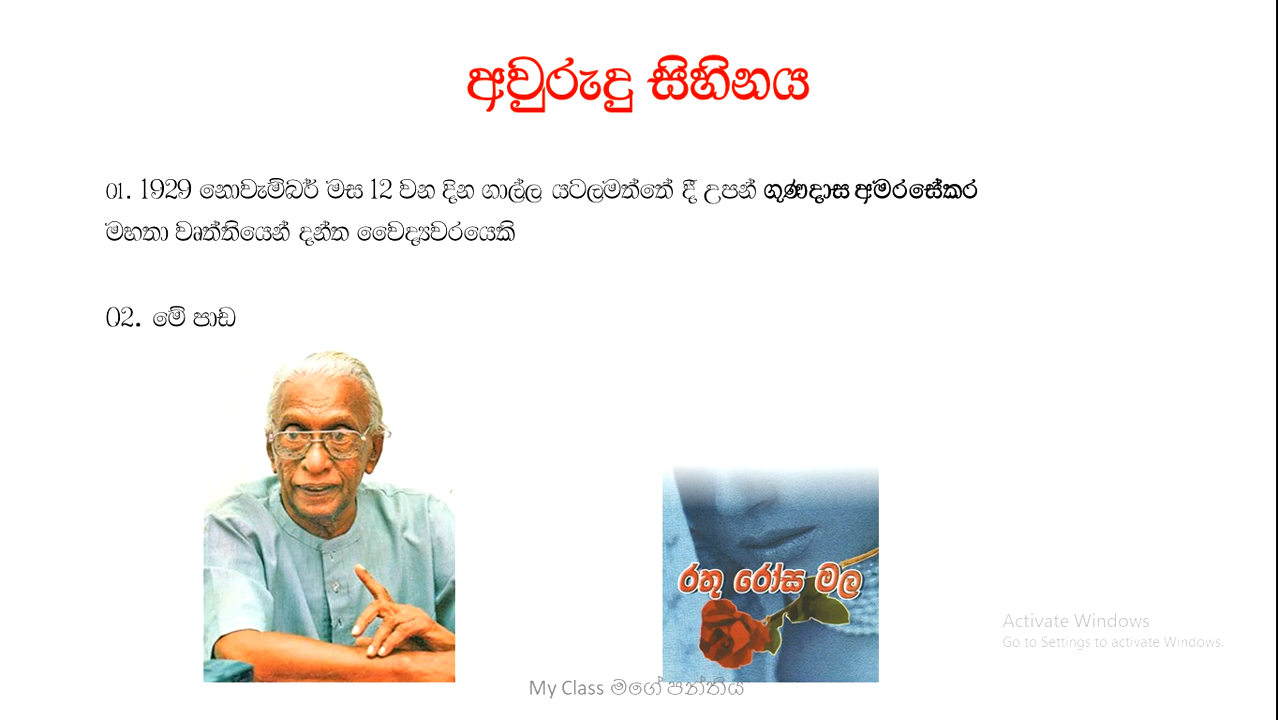 අවුරුදු සිහිනය
01. 1929 නොවැම්බර් මස 12 වන දින ගාල්ල යටලමත්තේ දී උපන් ගුණදාස අමරසේකර
මහතා වෘත්තියෙන් දන්ත වෛද්‍යවරයෙකි
02. මේ පාඩ
රතු රෝස මල
Activate Windows
Go to Settings to activate Windows.
My Class මගේ පන්තිය